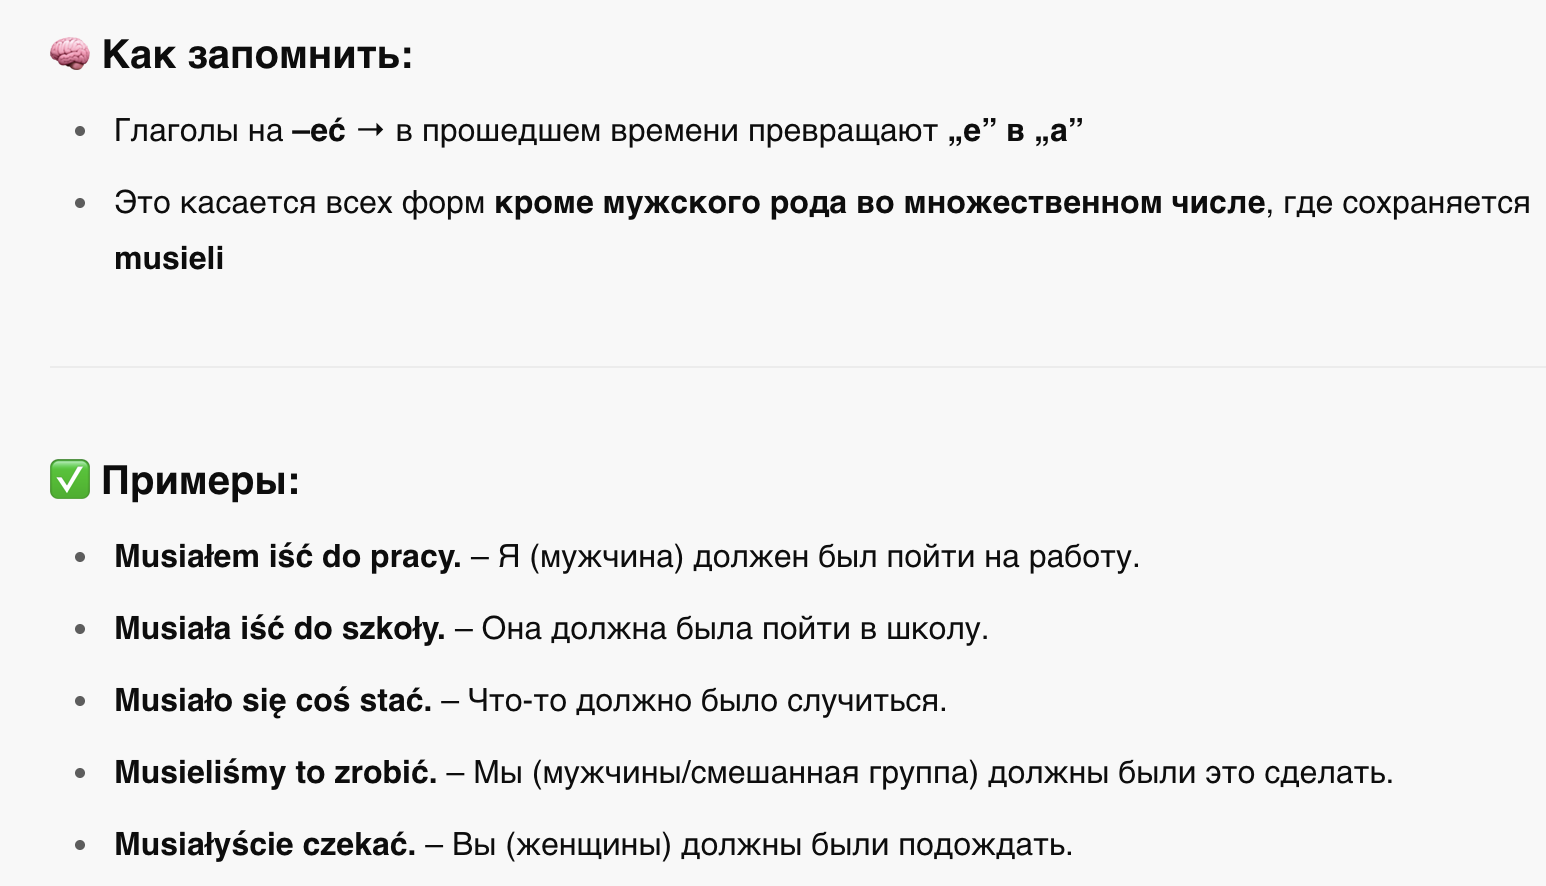 🧠 Как запомнить:
• Глаголы на –eć → в прошедшем времени превращают „e” в „a”
• Это касается всех форм кроме мужского рода во множественном числе, где сохраняется
musieli
✅ Примеры:
• Musiałem iść do pracy. – Я (мужчина) должен был пойти на работу.
• Musiała iść do szkoły. – Она должна была пойти в школу.
• Musiało się coś stać. – Что-то должно было случиться.
• Musieliśmy to zrobić. – Мы (мужчины/смешанная группа) должны были это сделать.
• Musiałyście czekać. – Вы (женщины) должны были подождать.